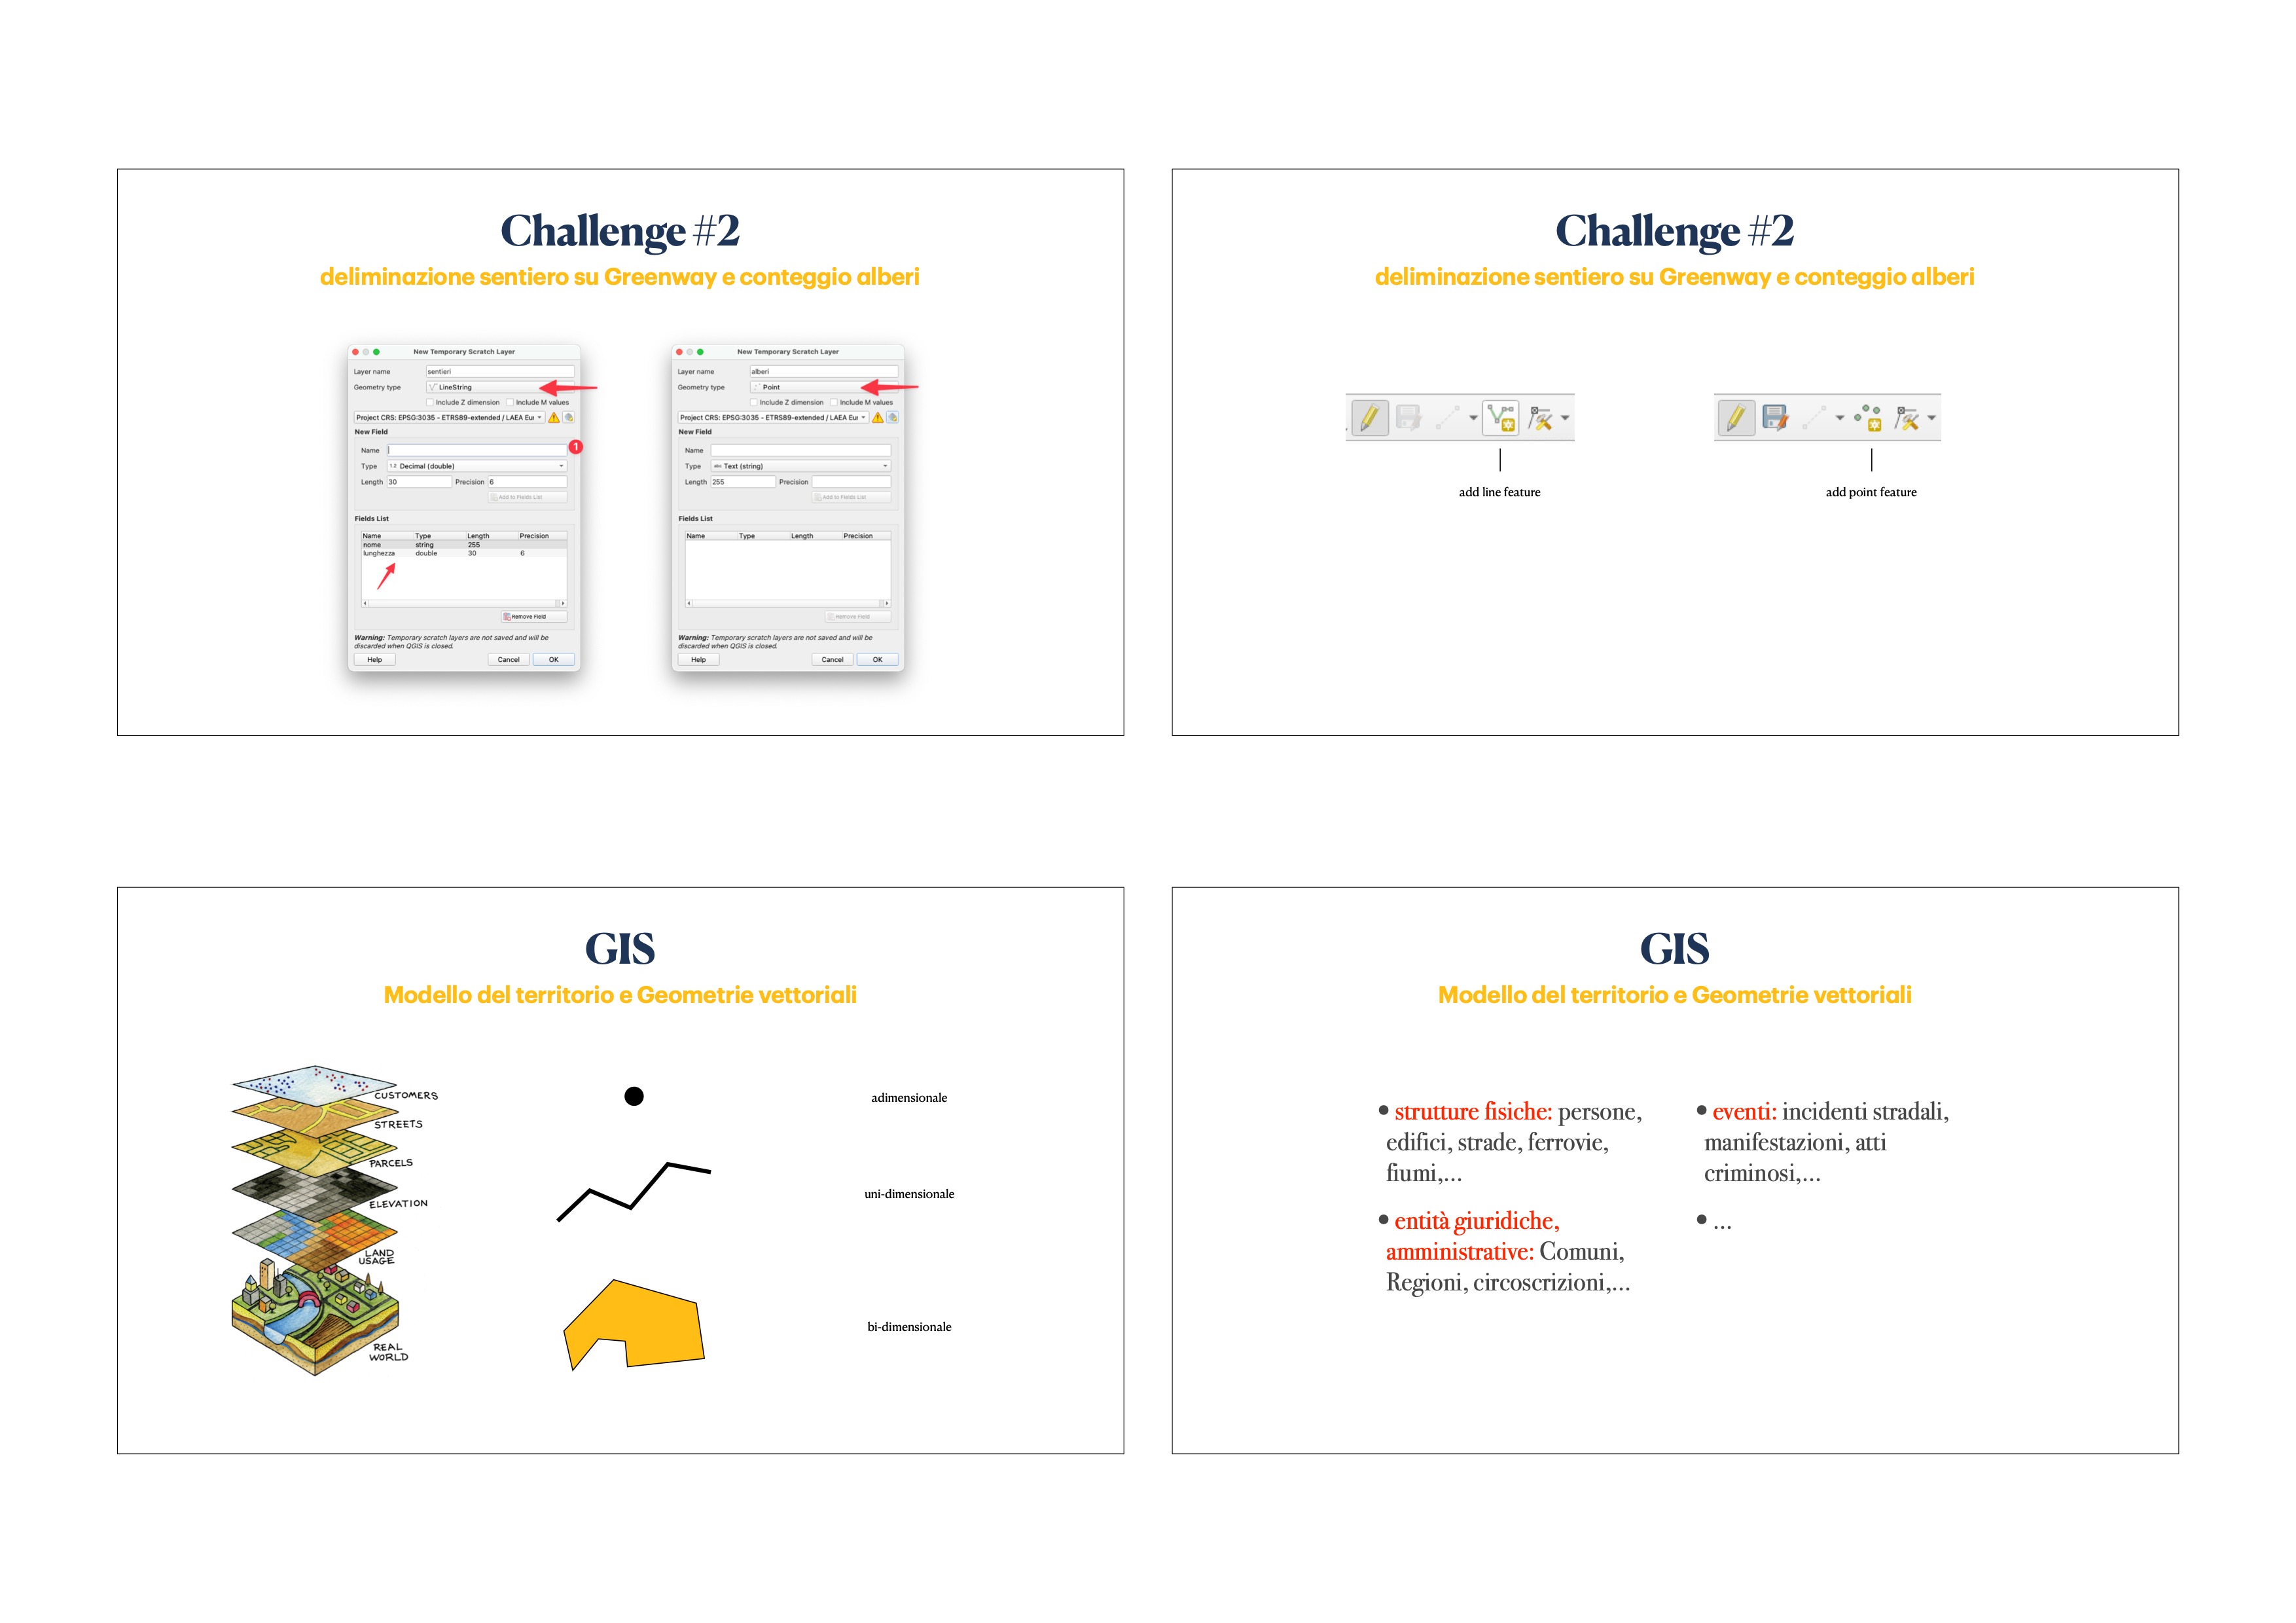 Challenge #2
deliminazione sentiero su Greenway e conteggio alberi
New Temporary Scratch Layer
Layer name sentieri
Geometry type LineString
Include Z dimension Include M values
Project CRS: EPSG:3035 - ETRS89-extended / LAEA Eur
New Field
Name
1
Type 1.2 Decimal (double)
Length 30 Precision 6
Add to Fields List
Fields List
Name Type Length Precision
nome string 255
lunghezza double 30 6
Remove Field
Warning: Temporary scratch layers are not saved and will be
discarded when QGIS is closed.
Help Cancel OK
New Temporary Scratch Layer
Layer name alberi
Geometry type Point
Include Z dimension Include M values
Project CRS: EPSG:3035 - ETRS89-extended / LAEA Eur
New Field
Name
Type abc Text (string)
Length 255 Precision
Add to Fields List
Fields List
Name Type Length Precision
Remove Field
Warning: Temporary scratch layers are not saved and will be
discarded when QGIS is closed.
Help Cancel OK
Challenge #2
deliminazione sentiero su Greenway e conteggio alberi
add line feature
add point feature
GIS
Modello del territorio e Geometrie vettoriali
CUSTOMERS
STREETS
PARCELS
ELEVATION
LAND
USAGE
REAL
WORLD
adimensionale
uni-dimensionale
bi-dimensionale
GIS
Modello del territorio e Geometrie vettoriali
• strutture fisiche: persone,
edifici, strade, ferrovie,
fiumi,…
• entità giuridiche,
amministrative: Comuni,
Regioni, circoscrizioni,…
• eventi: incidenti stradali,
manifestazioni, atti
criminosi,…
• …